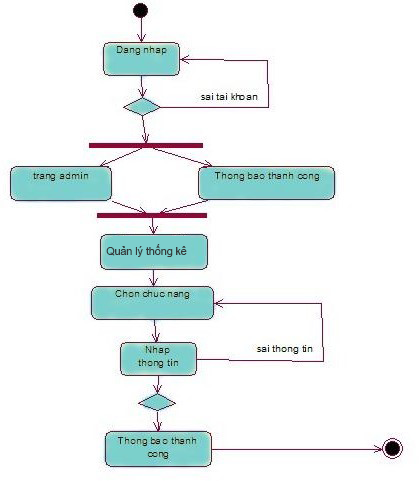 Dang nhap
sai tai khoan
trang admin
Thong bao thanh cong
Quản lý thống kê
Chon chuc nang
Nhap
thong tin
sai thong tin
Thong bao thanh
cong